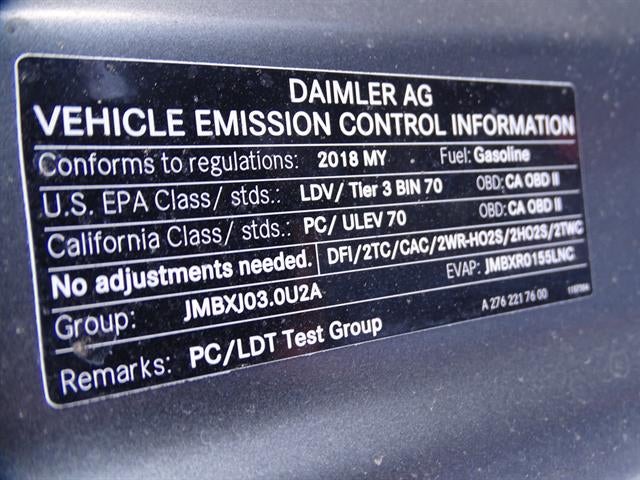 DAIMLER AG
VEHICLE EMISSION CONTROL INFORMATION
Conforms to regulations: 2018 MY Fuel: Gasoline
U.S. EPA Class/ stds.: LDV/ Tier 3 BIN 70 OBD: CA OBD II
California Class/ stds.: PC/ ULEV 70 OBD: CA OBD II
No adjustments needed. DFI/2TC/CAC/2WR-HO2S/2HO2S/2TWC
Group: JMBXJ03.0U2A EVAP: JMBXR0155LNC
Remarks: PC/LDT Test Group A 276 221 76 00